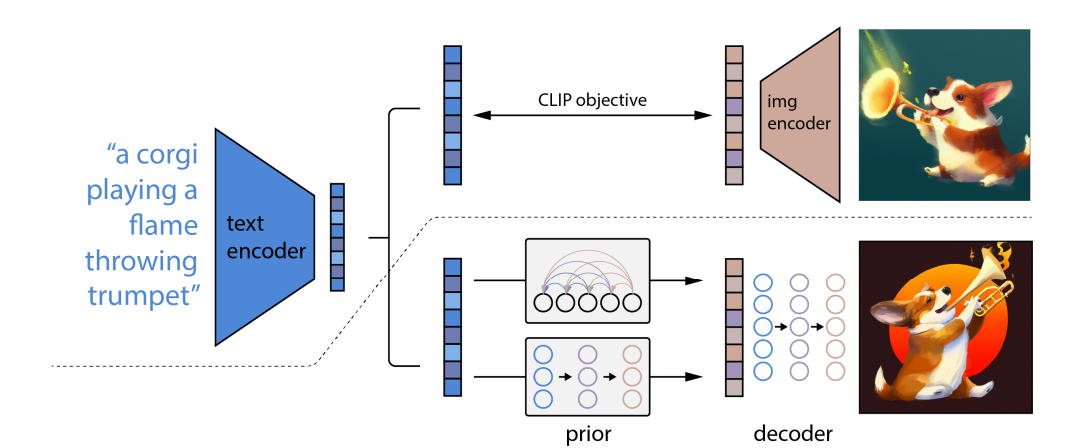 “a corgi
playing a
flame
throwing
trumpet”
text
encoder
CLIP objective
img
encoder
prior
decoder